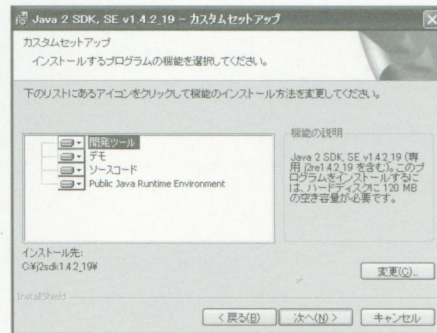 Java 2 SDK, SE v1.4.2_19 - カスタムセットアップ
カスタムセットアップ
インストールするプログラムの機能を選択してください。
下のリストにあるアイコンをクリックして機能のインストール方法を変更してください。
開発ツール
デモ
ソースコード
Public Java Runtime Environment
機能の説明
Java 2 SDK, SE v1.4.2_19 (専
用 j2re1.4.2_19 を含む)。このプ
ログラムをインストールするに
は、ハードディスクに 120 MB
の空き容量が必要です。
インストール先:
C:¥j2sdk1.4.2_19¥
変更(C)...
InstallShield
< 戻る(B)
次へ(N) >
キャンセル